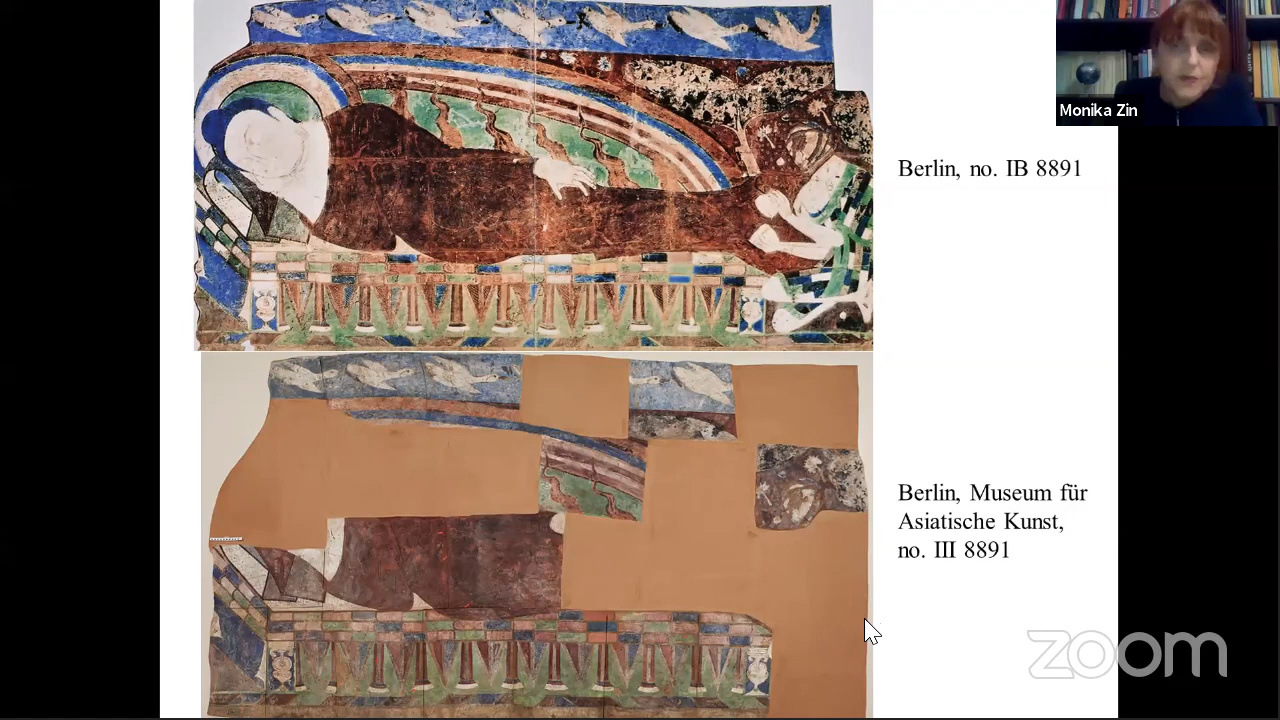 Monika Zin
Berlin, no. IB 8891
Berlin, Museum für
Asiatische Kunst,
no. III 8891
zoom